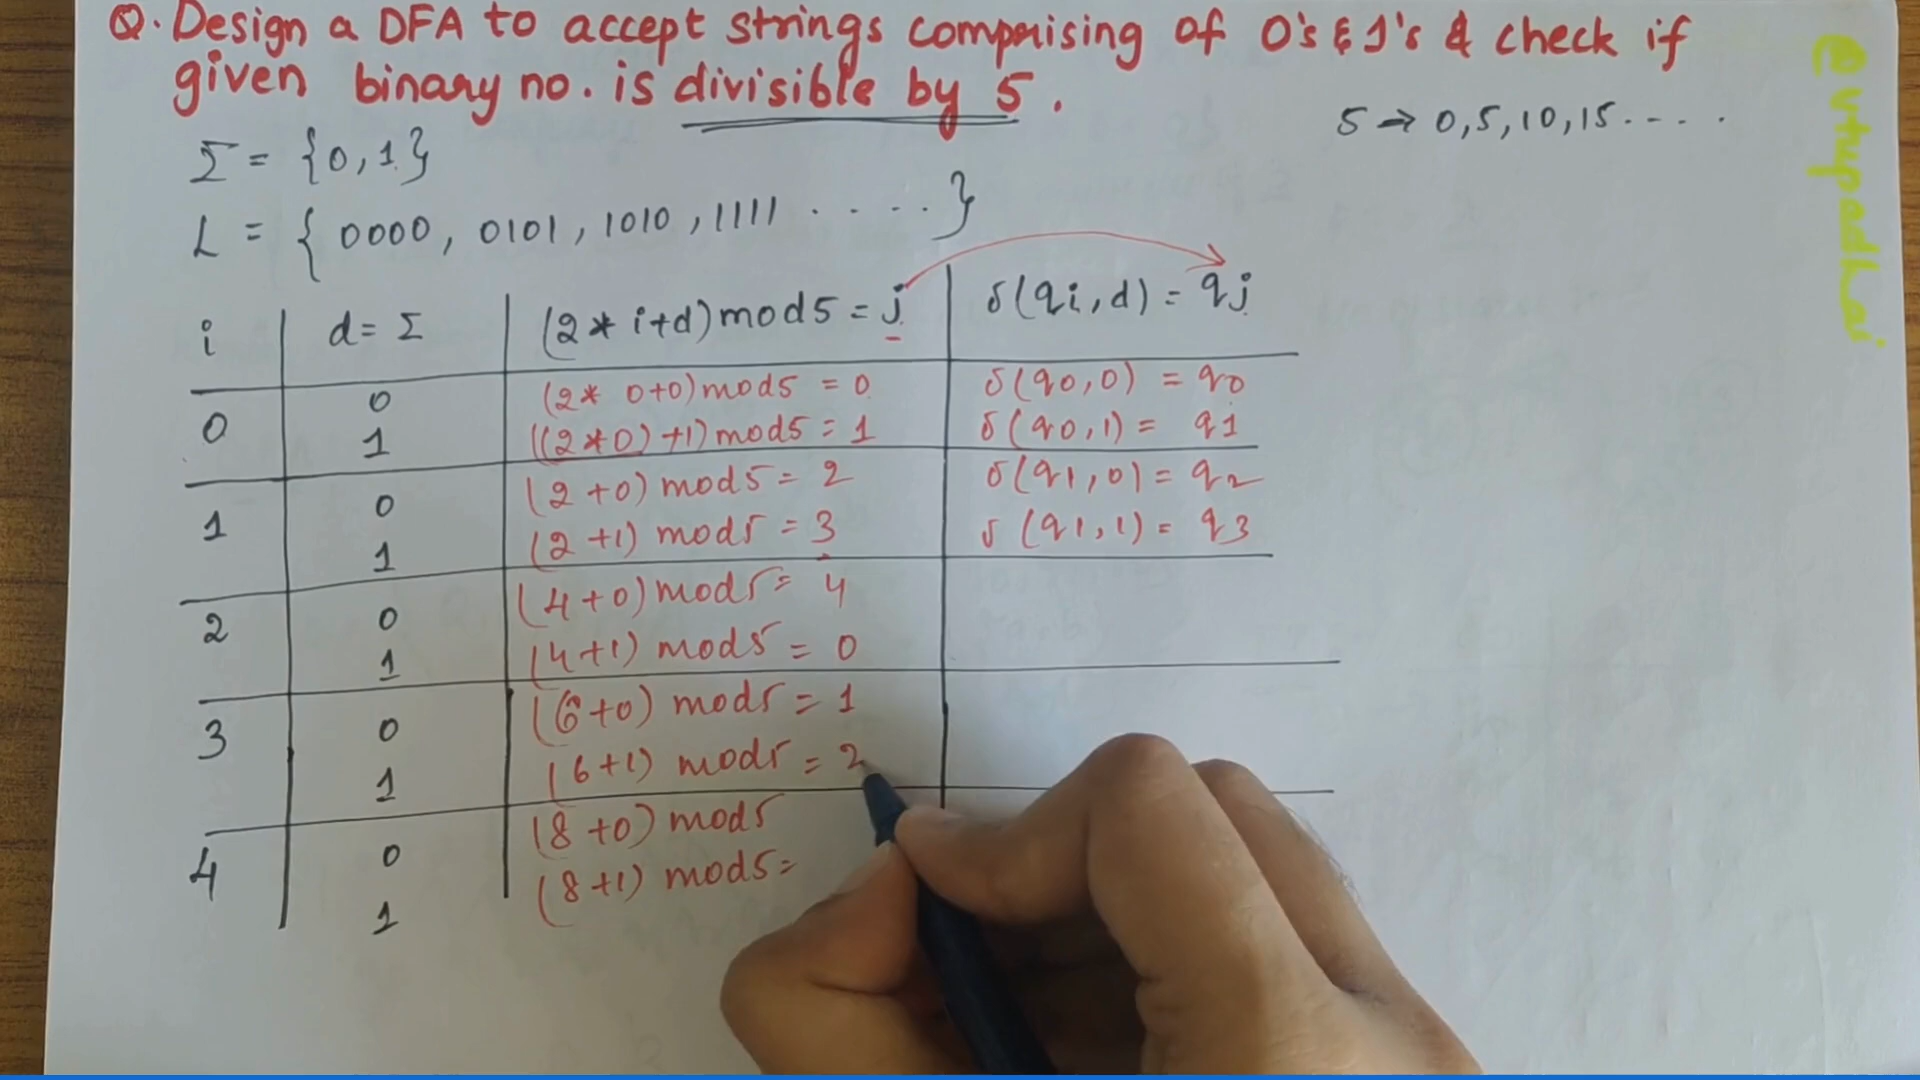 Q. Design a DFA to accept strings comprising of 0's & 1's & check if
given binary no. is divisible by 5.
5 → 0,5,10,15.....
@vtupadhai
Σ = {0,1}
L = { 0000, 0101, 1010, 1111 ..... }
i d= Σ (2* i+d) mod5 = j δ(qi,d) = qj
0 0 (2* 0+0) mod5 = 0 δ(q0,0) = q0
1 ((2*0)+1) mod5 = 1 δ(q0,1) = q1
1 0 (2+0) mod5 = 2 δ(q1,0) = q2
1 (2+1) mod5 = 3 δ(q1,1) = q3
2 0 (4+0) mod5 = 4
1 (4+1) mod5 = 0
3 0 (6+0) mod5 = 1
1 (6+1) mod5 = 2
4 0 (8+0) mod5
1 (8+1) mod5 =